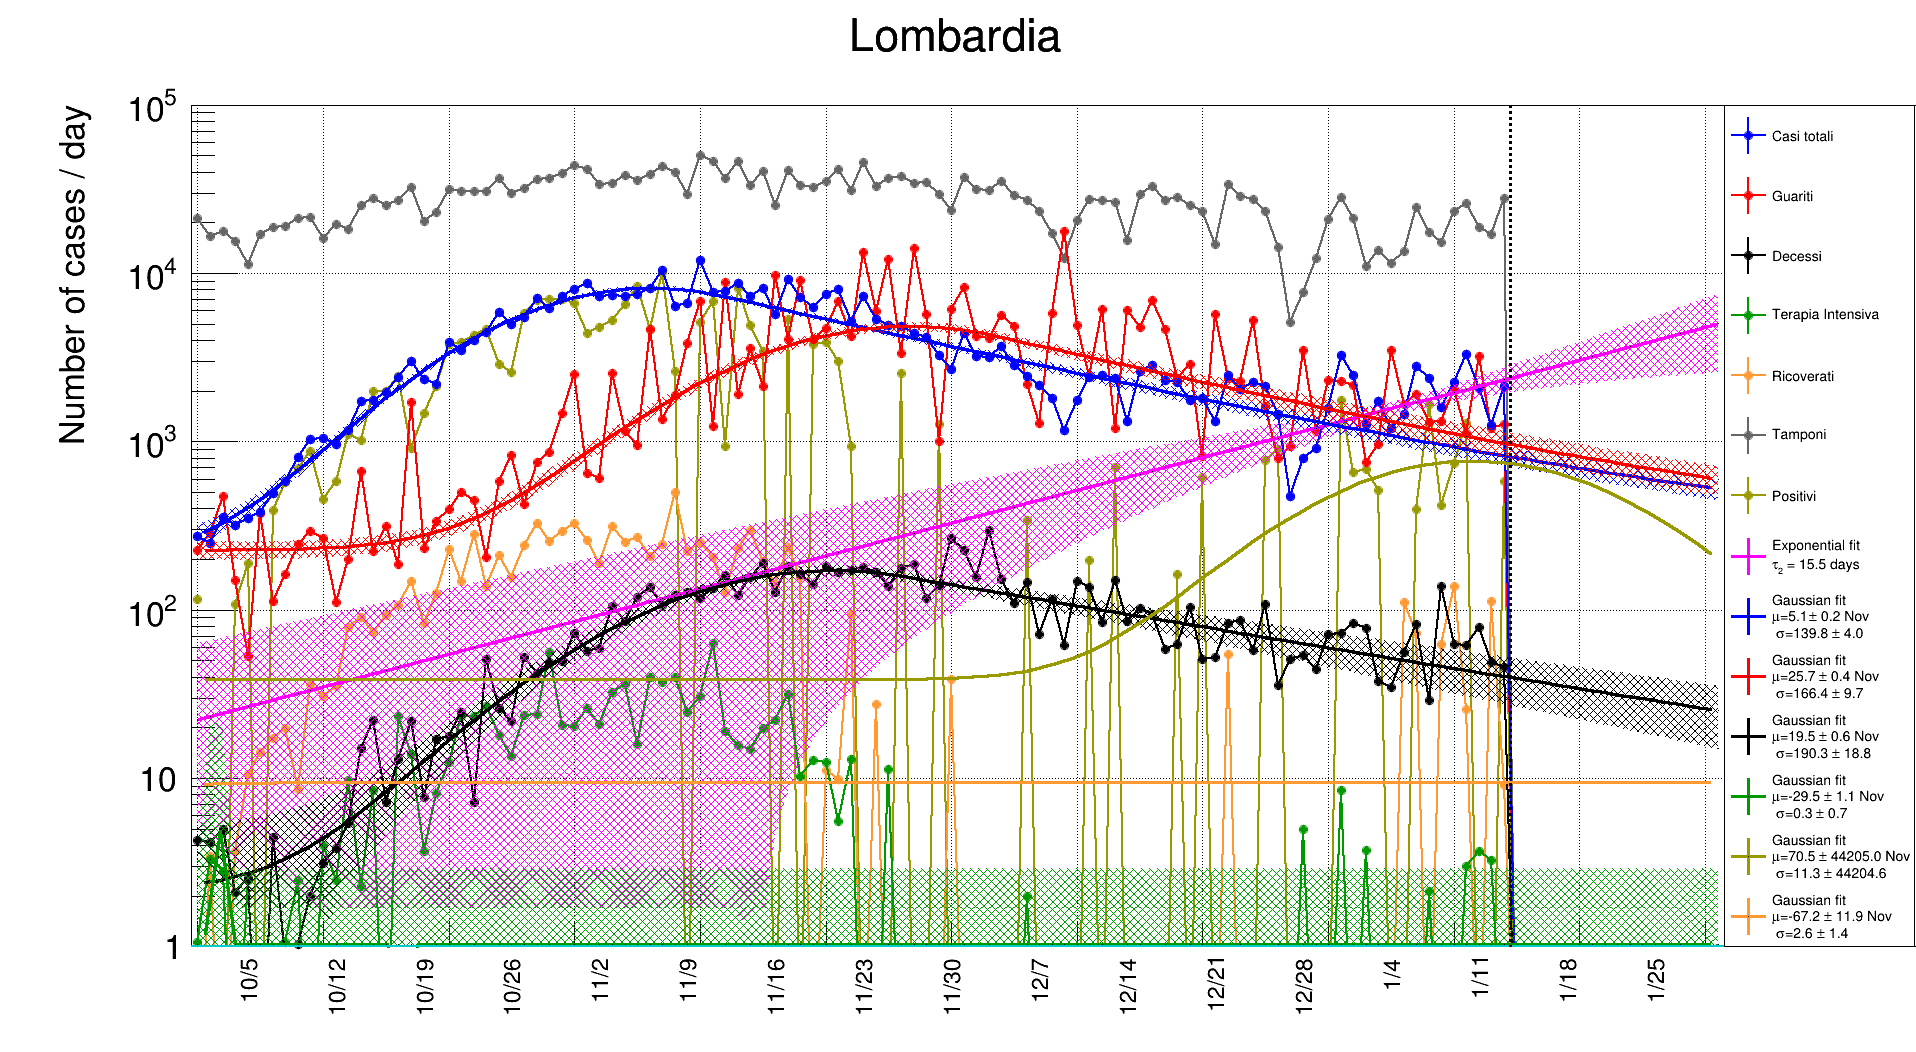 Lombardia
Number of cases / day
10^5
10^4
10^3
10^2
10
1
10/5
10/12
10/19
10/26
11/2
11/9
11/16
11/23
11/30
12/7
12/14
12/21
12/28
1/4
1/11
1/18
1/25
Casi totali
Guariti
Decessi
Terapia Intensiva
Ricoverati
Tamponi
Positivi
Exponential fit
τ₂ = 15.5 days
Gaussian fit
μ=5.1± 0.2 Nov
σ=139.8 ± 4.0
Gaussian fit
μ=25.7± 0.4 Nov
σ=166.4 ± 9.7
Gaussian fit
μ=19.5± 0.6 Nov
σ=190.3 ± 18.8
Gaussian fit
μ=-29.5 ± 1.1 Nov
σ=0.3 ± 0.7
Gaussian fit
μ=70.5 ± 44205.0 Nov
σ=11.3 ± 44204.6
Gaussian fit
μ=-67.2 ± 11.9 Nov
σ=2.6 ± 1.4